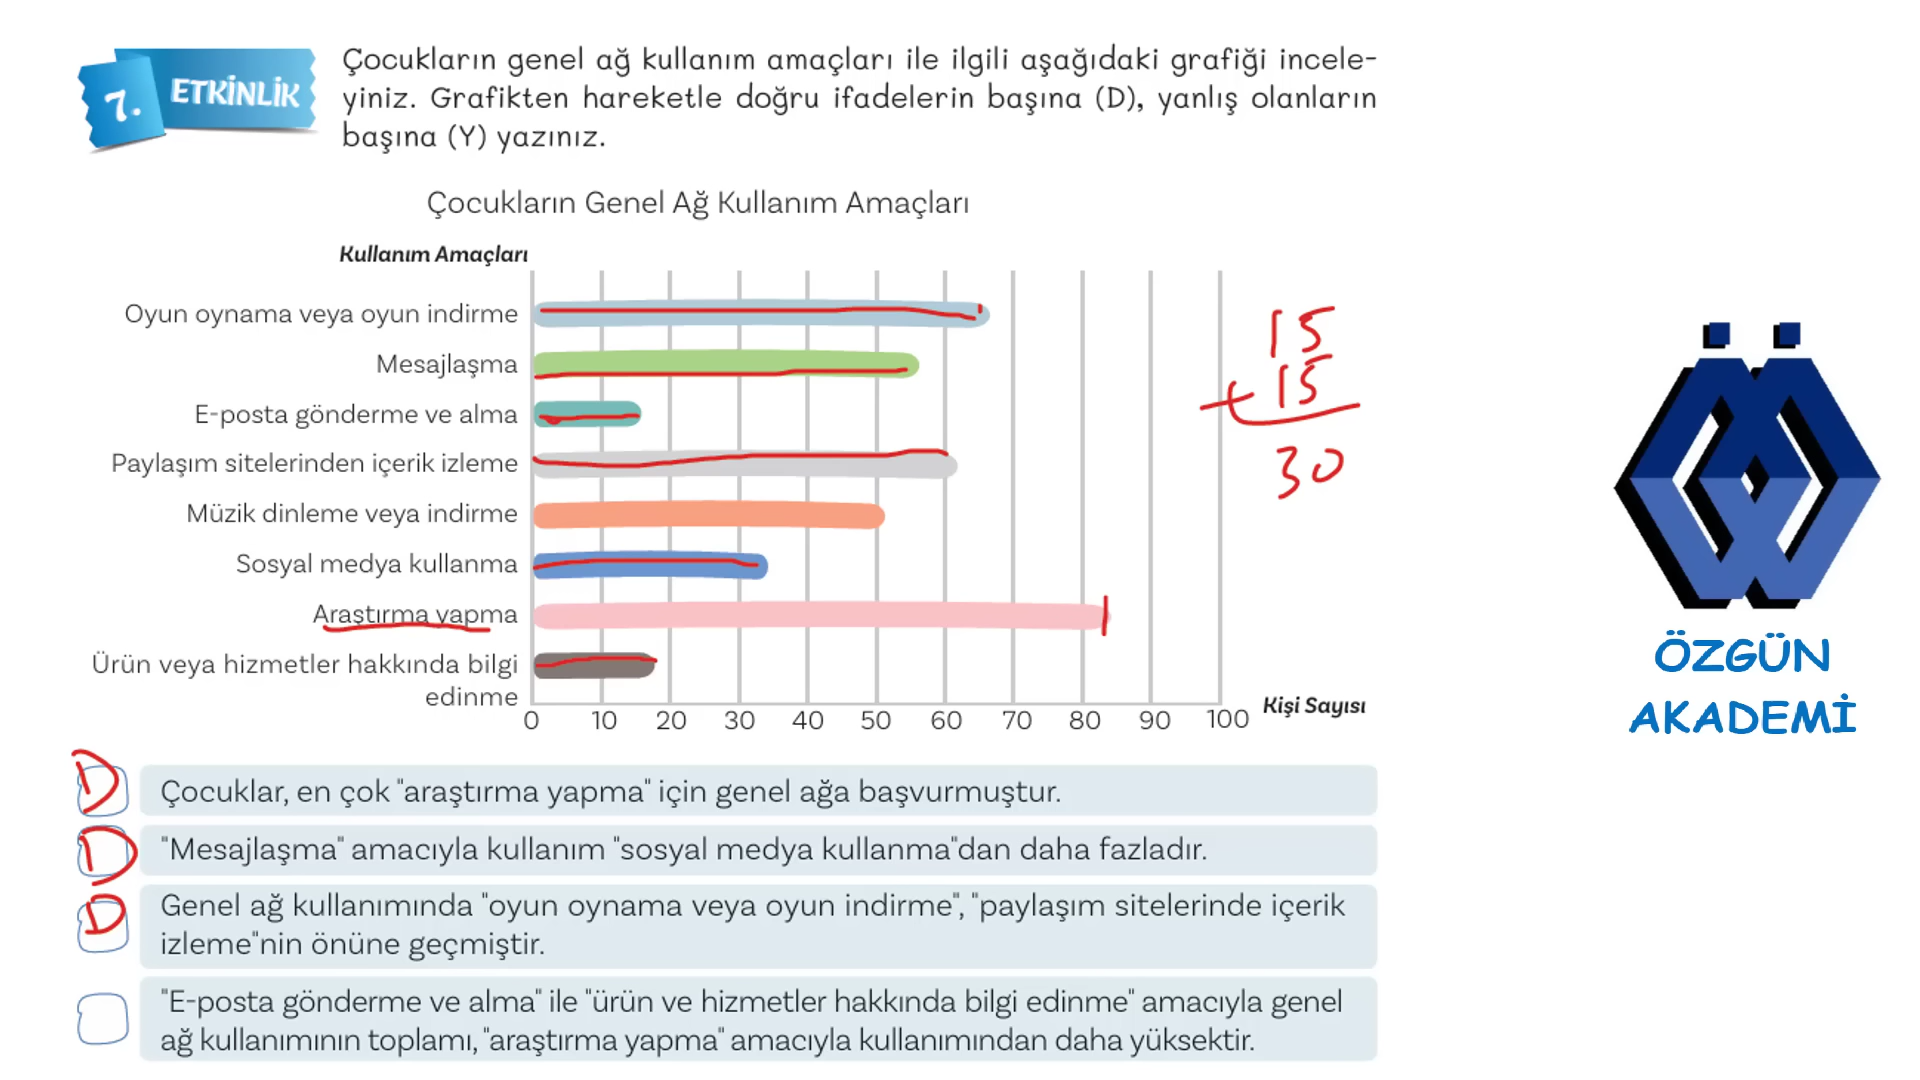 7. ETKİNLİK
Çocukların genel ağ kullanım amaçları ile ilgili aşağıdaki grafiği incele-
yiniz. Grafikten hareketle doğru ifadelerin başına (D), yanlış olanların
başına (Y) yazınız.
Çocukların Genel Ağ Kullanım Amaçları
Kullanım Amaçları
Oyun oynama veya oyun indirme
Mesajlaşma
E-posta gönderme ve alma
Paylaşım sitelerinden içerik izleme
Müzik dinleme veya indirme
Sosyal medya kullanma
Araştırma yapma
Ürün veya hizmetler hakkında bilgi
edinme
0 10 20 30 40 50 60 70 80 90 100
Kişi Sayısı
15
+ 15
30
ÖZGÜN
AKADEMİ
D Çocuklar, en çok "araştırma yapma" için genel ağa başvurmuştur.
D "Mesajlaşma" amacıyla kullanım "sosyal medya kullanma"dan daha fazladır.
D Genel ağ kullanımında "oyun oynama veya oyun indirme", "paylaşım sitelerinde içerik
izleme"nin önüne geçmiştir.
"E-posta gönderme ve alma" ile "ürün ve hizmetler hakkında bilgi edinme" amacıyla genel
ağ kullanımının toplamı, "araştırma yapma" amacıyla kullanımından daha yüksektir.